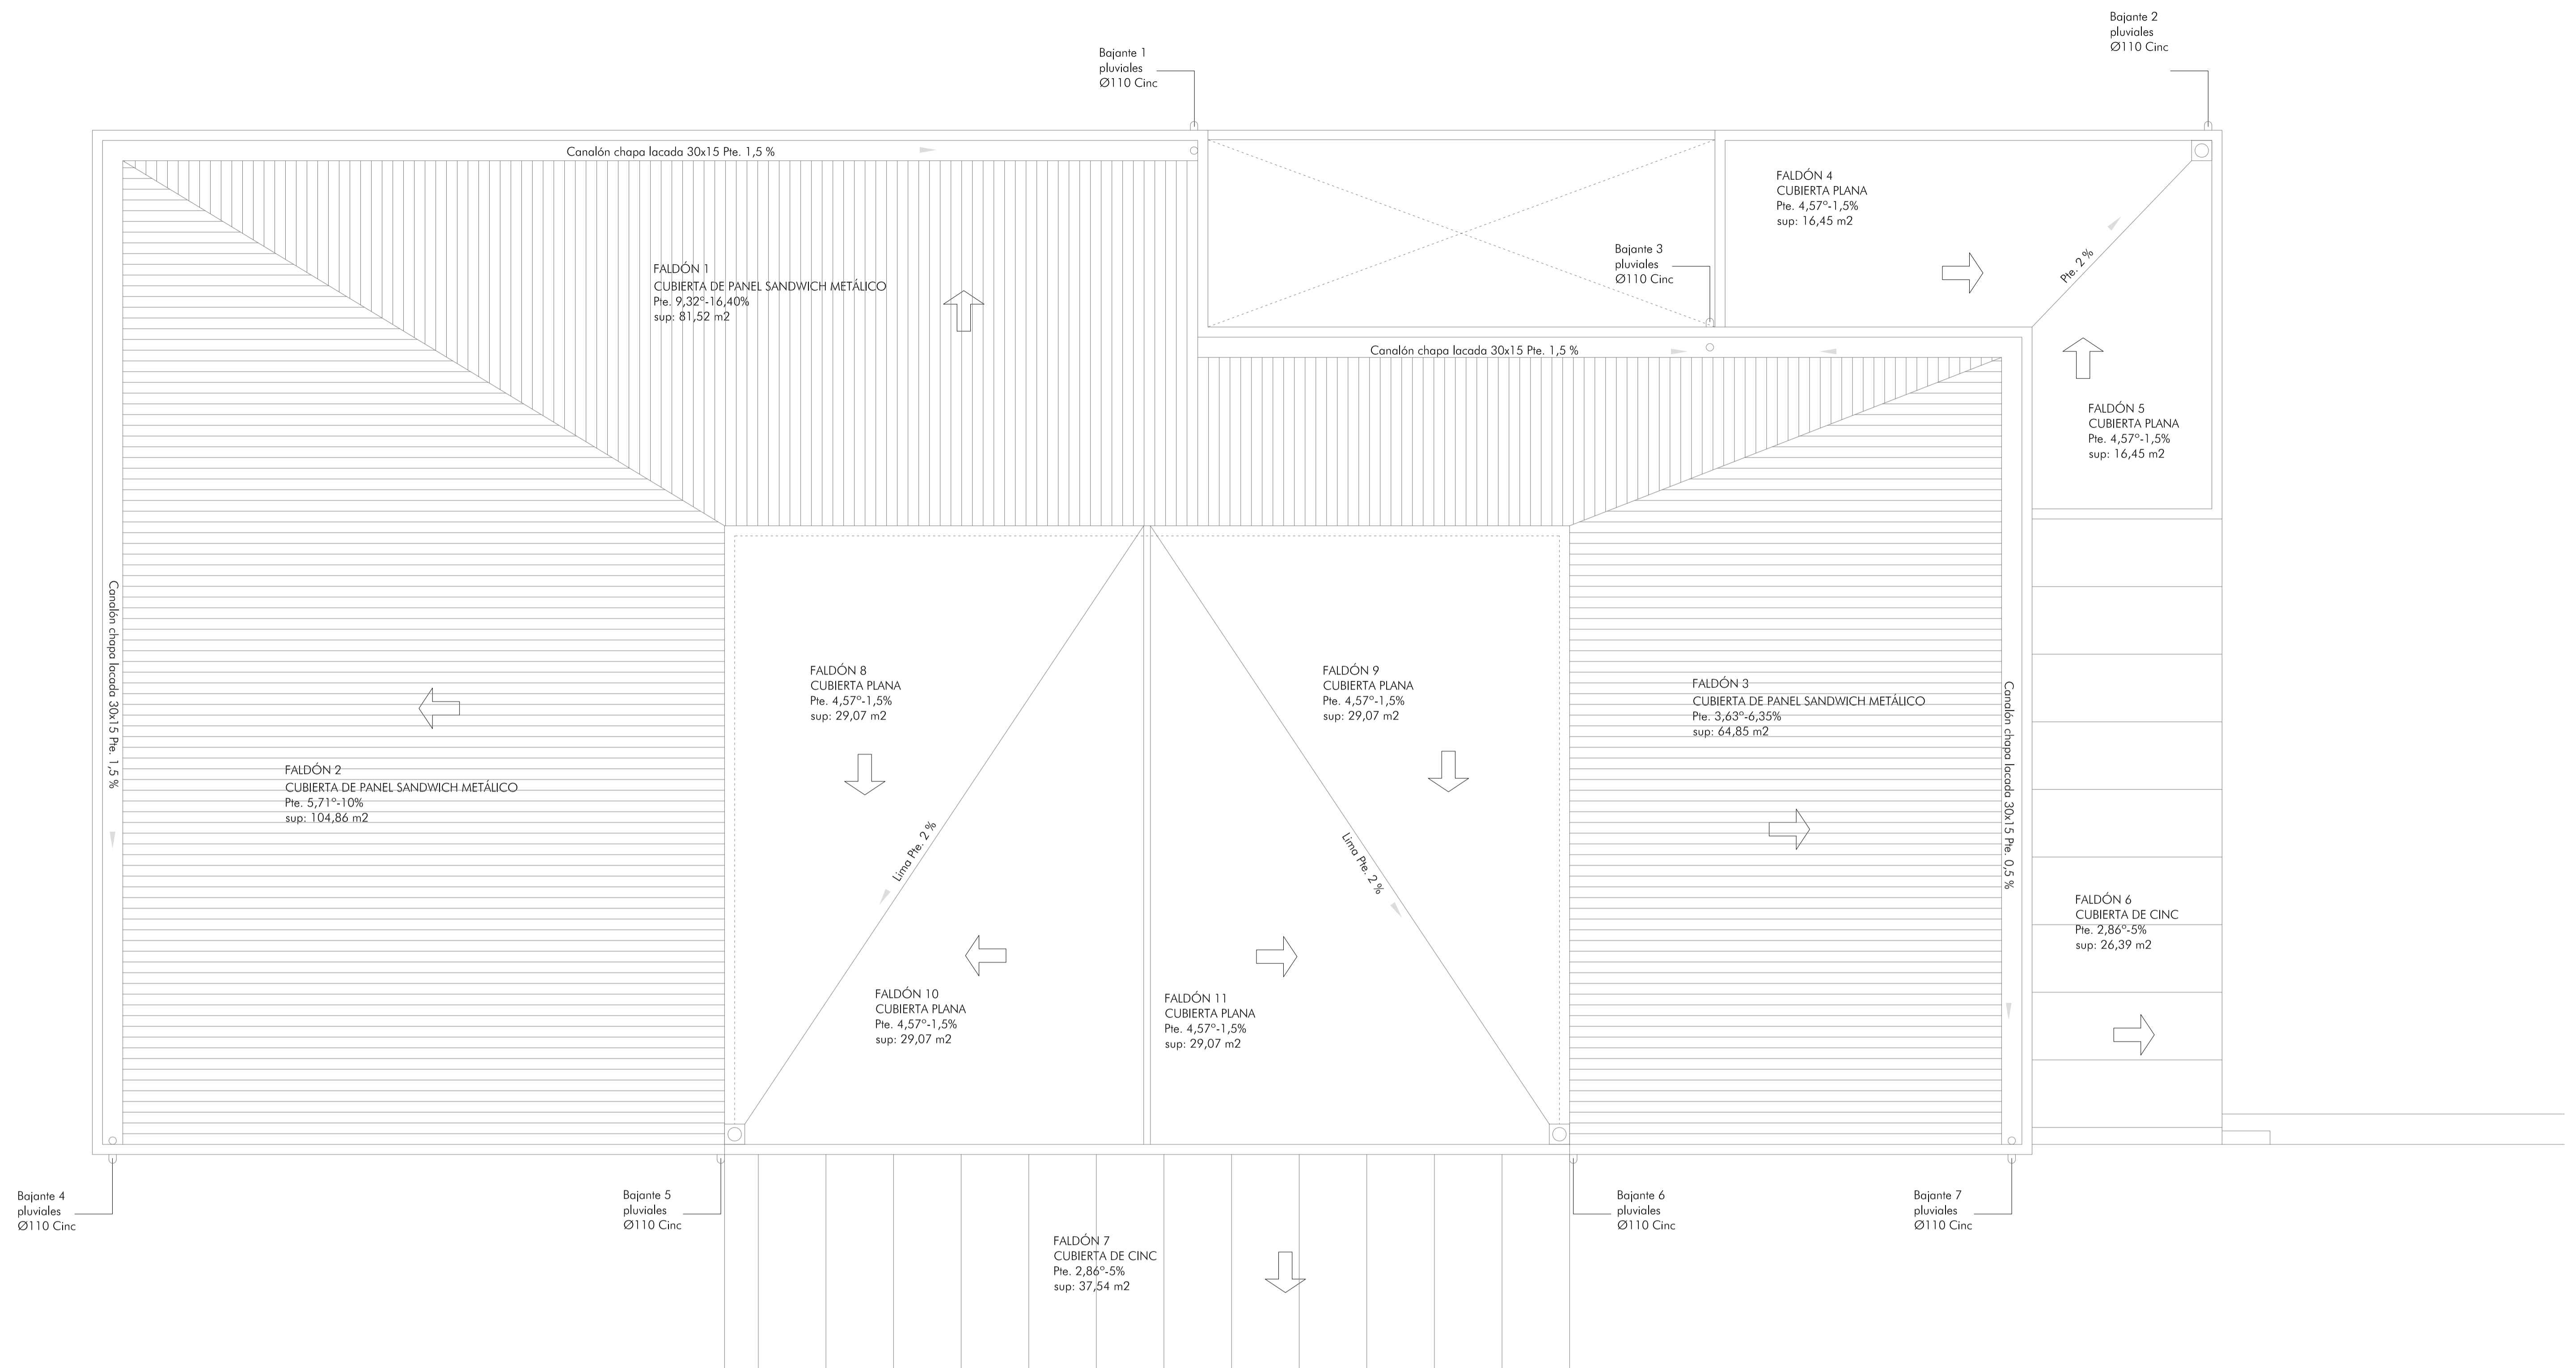 Bajante 2
pluviales
Ø110 Cinc
Bajante 1
pluviales
Ø110 Cinc
Canalón chapa lacada 30x15 Pte. 1,5 %
FALDÓN 4
CUBIERTA PLANA
Pte. 4,57º-1,5%
sup: 16,45 m2
Bajante 3
pluviales
Ø110 Cinc
Pte. 2 %
FALDÓN 1
CUBIERTA DE PANEL SANDWICH METÁLICO
Pte. 9,32º-16,40%
sup: 81,52 m2
Canalón chapa lacada 30x15 Pte. 1,5 %
FALDÓN 5
CUBIERTA PLANA
Pte. 4,57º-1,5%
sup: 16,45 m2
Canalón chapa lacada 30x15 Pte. 1,5 %
FALDÓN 8
CUBIERTA PLANA
Pte. 4,57º-1,5%
sup: 29,07 m2
FALDÓN 9
CUBIERTA PLANA
Pte. 4,57º-1,5%
sup: 29,07 m2
FALDÓN 3
CUBIERTA DE PANEL SANDWICH METÁLICO
Pte. 3,63º-6,35%
sup: 64,85 m2
Canalón chapa lacada 30x15 Pte. 0,5 %
FALDÓN 2
CUBIERTA DE PANEL SANDWICH METÁLICO
Pte. 5,71º-10%
sup: 104,86 m2
Lima Pte. 2 %
Lima Pte. 2 %
FALDÓN 6
CUBIERTA DE CINC
Pte. 2,86º-5%
sup: 26,39 m2
FALDÓN 10
CUBIERTA PLANA
Pte. 4,57º-1,5%
sup: 29,07 m2
FALDÓN 11
CUBIERTA PLANA
Pte. 4,57º-1,5%
sup: 29,07 m2
Bajante 4
pluviales
Ø110 Cinc
Bajante 5
pluviales
Ø110 Cinc
Bajante 6
pluviales
Ø110 Cinc
Bajante 7
pluviales
Ø110 Cinc
FALDÓN 7
CUBIERTA DE CINC
Pte. 2,86º-5%
sup: 37,54 m2